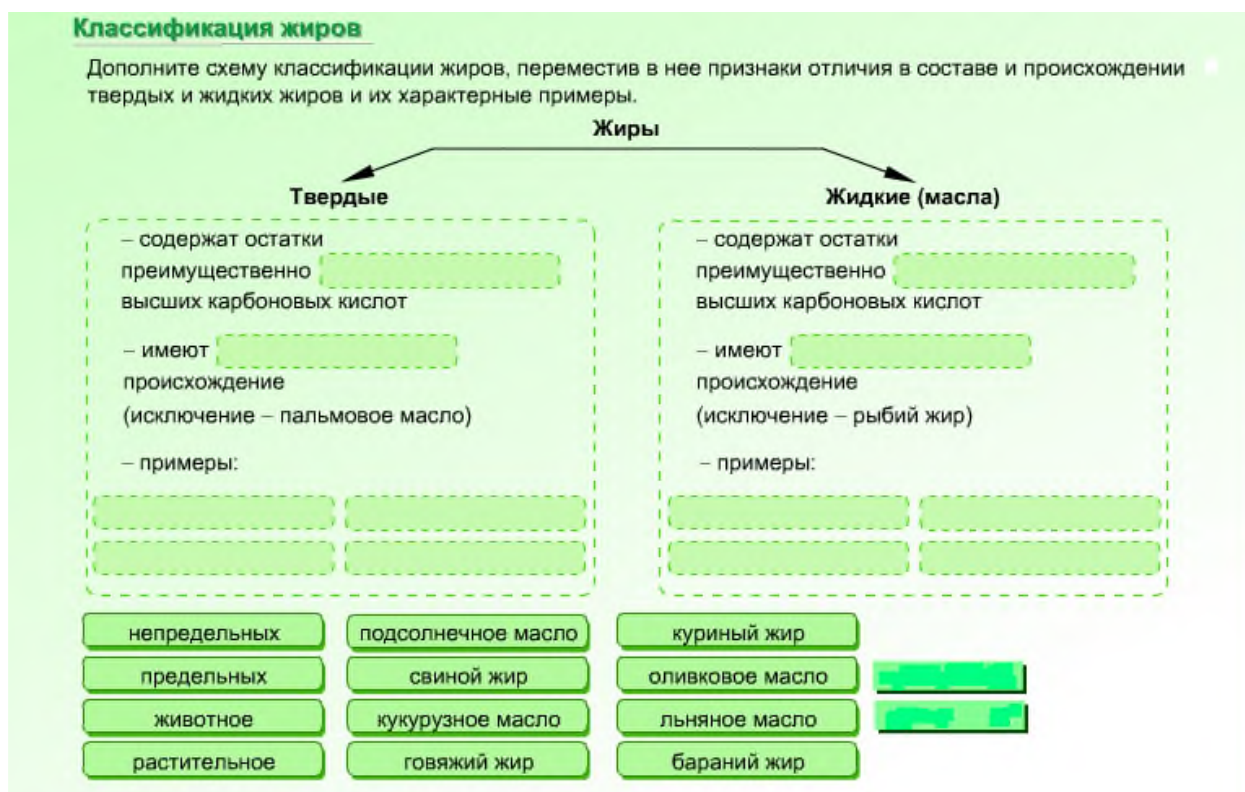 Классификация жиров
Дополните схему классификации жиров, переместив в нее признаки отличия в составе и происхождении
твердых и жидких жиров и их характерные примеры.
Жиры
Твердые
– содержат остатки
преимущественно
высших карбоновых кислот
– имеют
происхождение
(исключение – пальмовое масло)
– примеры:
Жидкие (масла)
– содержат остатки
преимущественно
высших карбоновых кислот
– имеют
происхождение
(исключение – рыбий жир)
– примеры:
непредельных
подсолнечное масло
куриный жир
предельных
свиной жир
оливковое масло
животное
кукурузное масло
льняное масло
растительное
говяжий жир
бараний жир